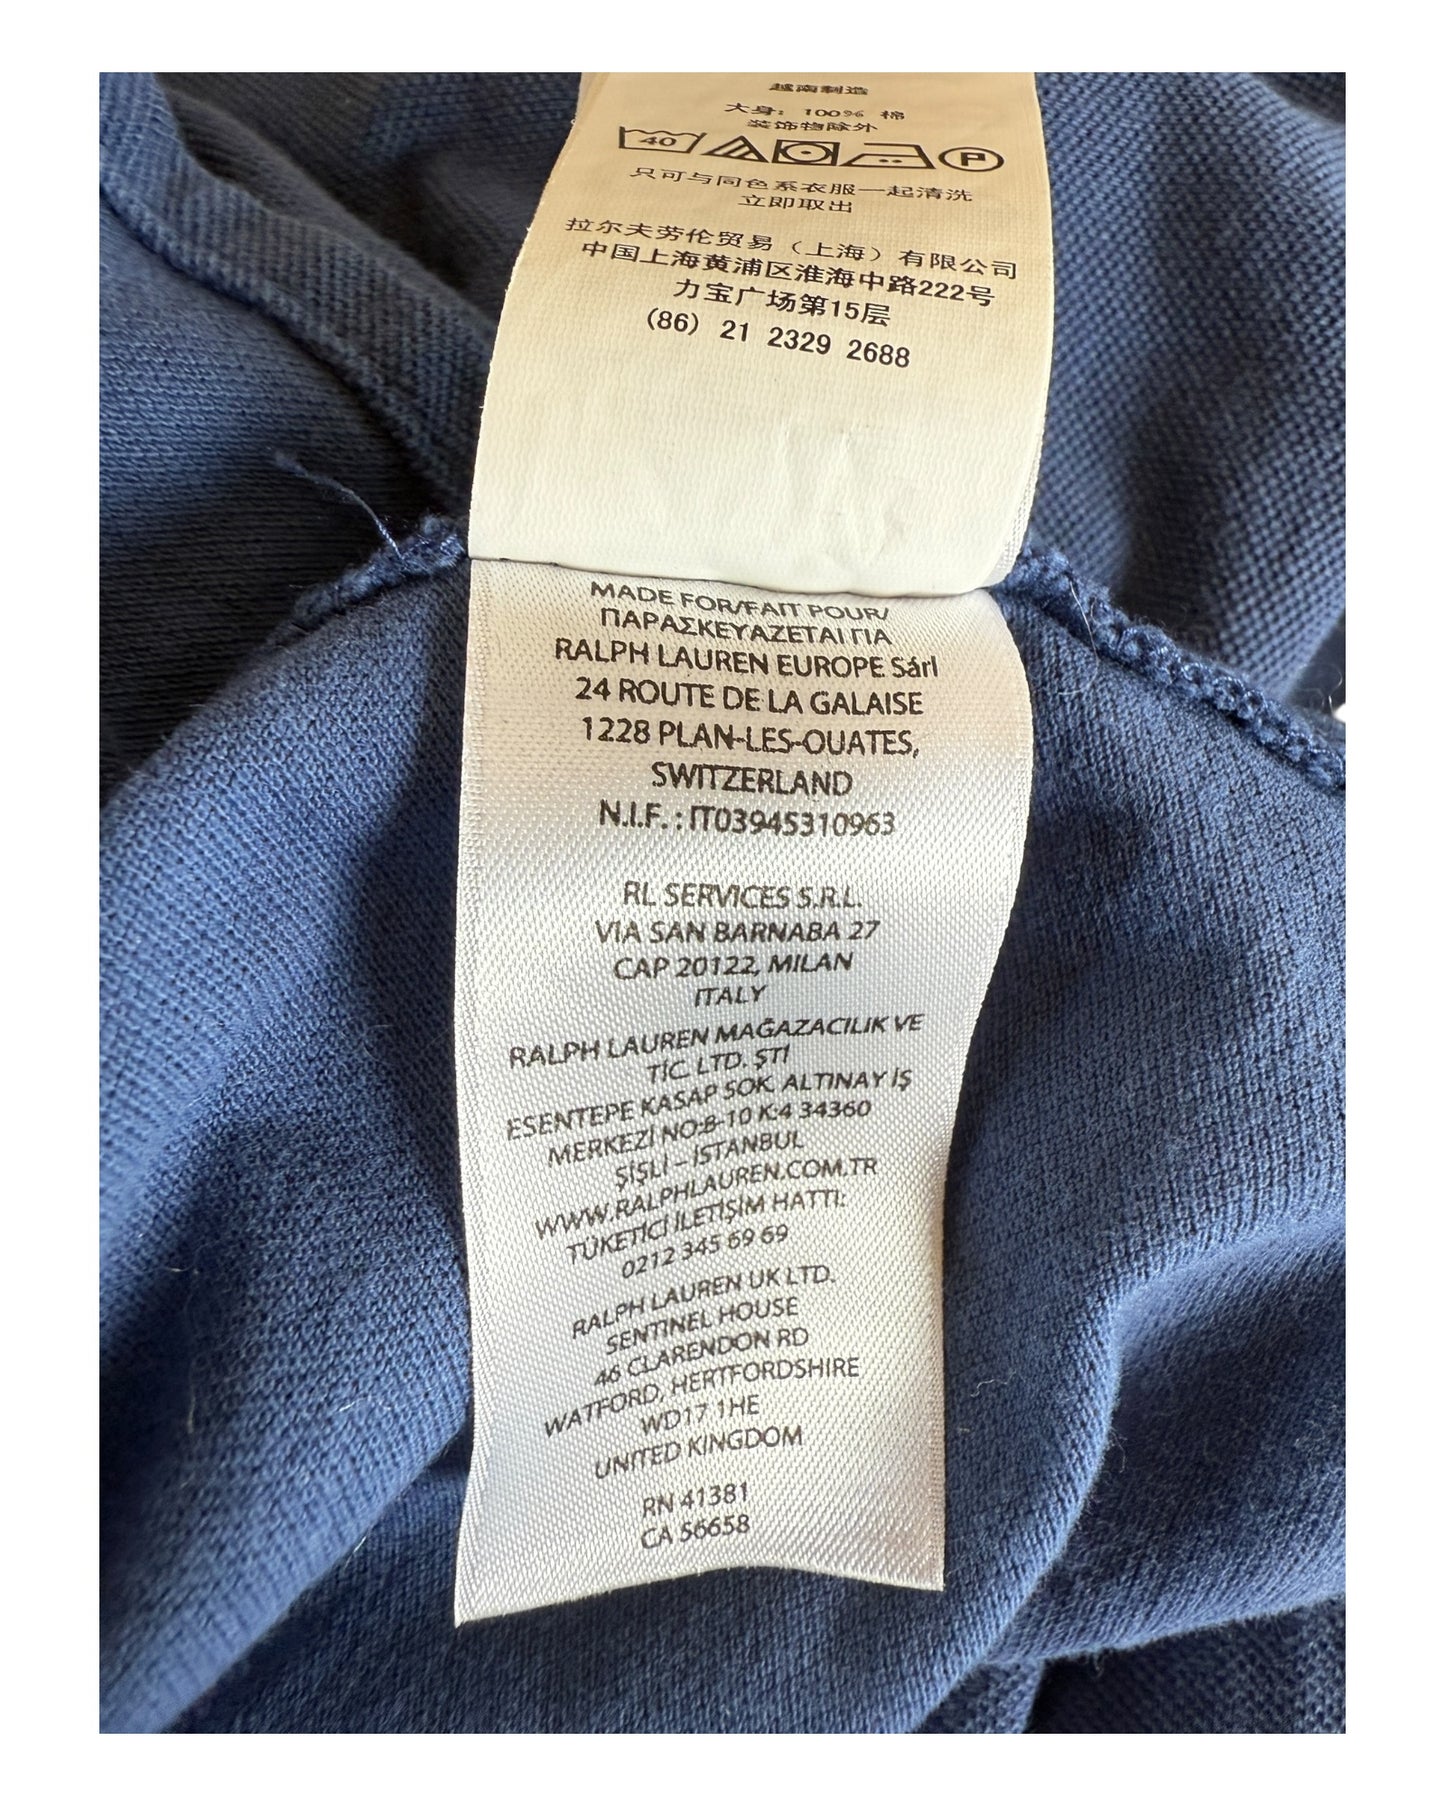 越南制造
大身：100% 棉
装饰物除外
40 P
只可与同色系衣服一起清洗
立即取出
拉尔夫劳伦贸易（上海）有限公司
中国上海黄浦区淮海中路222号
力宝广场第15层
(86) 21 2329 2688
MADE FOR/FAIT POUR/
ΠΑΡΑΣΚΕΥΑΖΕΤΑΙ ΓΙΑ
RALPH LAUREN EUROPE Sárl
24 ROUTE DE LA GALAISE
1228 PLAN-LES-OUATES,
SWITZERLAND
N.I.F. : IT03945310963
RL SERVICES S.R.L.
VIA SAN BARNABA 27
CAP 20122, MILAN
ITALY
RALPH LAUREN MAĞAZACILIK VE
TİC. LTD. ŞTİ
ESENTEPE KASAP SOK. ALTINAY İŞ
MERKEZİ NO:8-10 K:4 34360
ŞİŞLİ – İSTANBUL
WWW.RALPHLAUREN.COM.TR
TÜKETİCİ İLETİŞİM HATTI:
0212 345 69 69
RALPH LAUREN UK LTD.
SENTINEL HOUSE
46 CLARENDON RD
WATFORD, HERTFORDSHIRE
WD17 1HE
UNITED KINGDOM
RN 41381
CA 56658